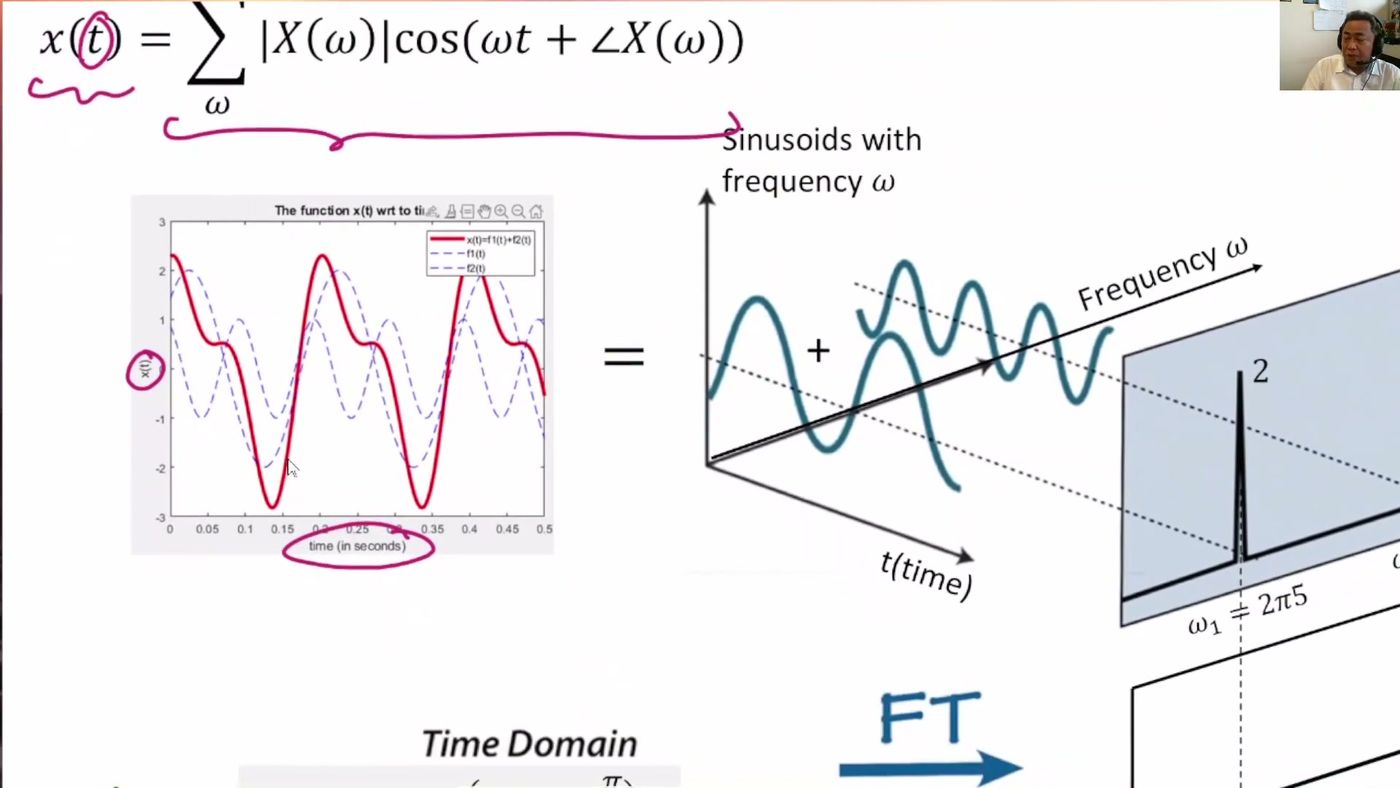 x(t) = ∑ |X(ω)|cos(ωt + ∠X(ω))
ω
Sinusoids with
frequency ω
The function x(t) wrt to
x(t)=f1(t)+f2(t)
f1(t)
f2(t)
3
2
1
-1
-2
-3
x(t)
0 0.05 0.1 0.15 0.2 0.25 0.3 0.35 0.4 0.45 0.5
time (in seconds)
=
+
Frequency ω
t(time)
2
ω₁ = 2π5
FT
Time Domain
π